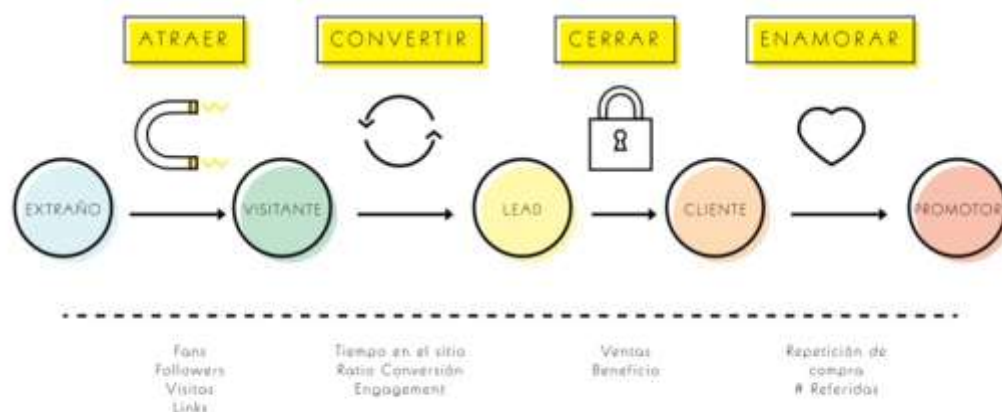 ATRAER
CONVERTIR
CERRAR
ENAMORAR
EXTRAÑO
VISITANTE
LEAD
CLIENTE
PROMOTOR
Fans
Followers
Visitas
Links
Tiempo en el sitio
Ratio Conversión
Engagement
Ventas
Beneficio
Repetición de
compra
# Referidas